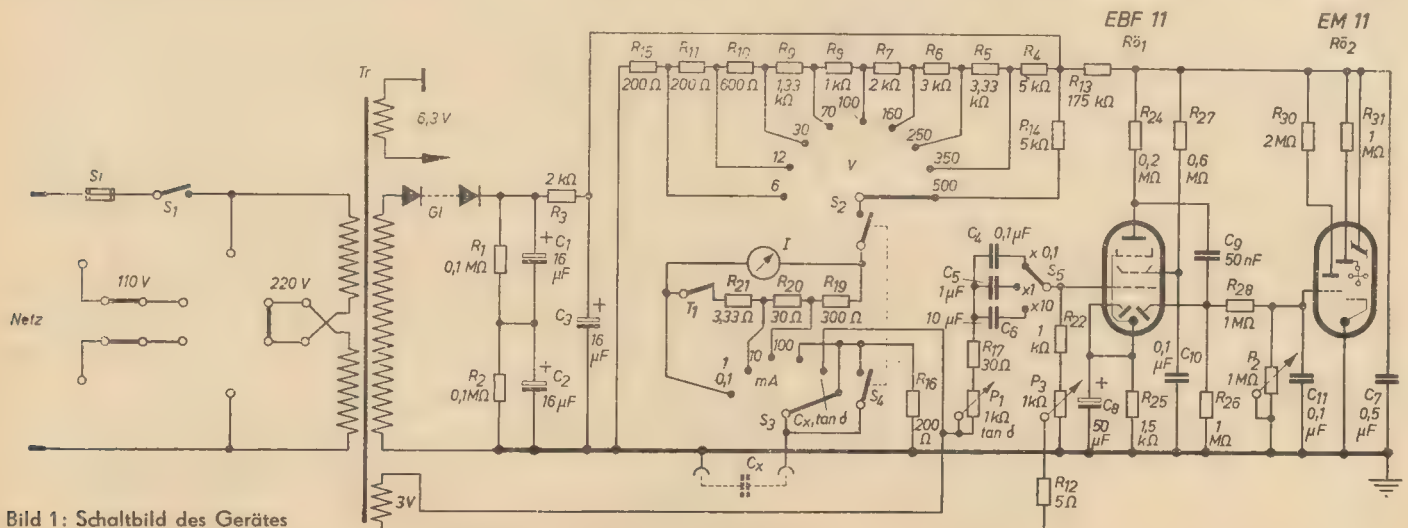 EBF 11
Rö1
EM 11
Rö2
Tr
6,3 V
Si
S1
110 V
220 V
Netz
3V
Gl
R1
0,1 MΩ
R2
0,1MΩ
C1
16
µF
C2
16µF
2 kΩ
R3
C3
16
µF
R15
200 Ω
R11
200 Ω
R10
600 Ω
R9
1,33
kΩ
R8
1 kΩ
R7
2 kΩ
R6
3 kΩ
R5
3,33
kΩ
R4
5 kΩ
R13
175 kΩ
R14
5 kΩ
6
12
30
70
100
160
250
350
500
V
S2
I
T1
R21
3,33 Ω
R20
30 Ω
R19
300 Ω
1
0,1
10
mA
100
S3
Cx, tan δ
S4
R16
200
Ω
Cx
C4
0,1 µF
C5
1 µF
10 µF
C6
x 0,1
x1
x10
S5
R17
30 Ω
P1
1 kΩ
tan δ
R22
1
kΩ
P3
1 kΩ
R12
5 Ω
C8
50
µF
R25
1,5
kΩ
R24
0,2
MΩ
R27
0,6
MΩ
C9
50 nF
0,1
µF
C10
R26
1
MΩ
R28
1 MΩ
P2
1 MΩ
C11
0,1
µF
R30
2 MΩ
R31
1
MΩ
C7
0,5
µF
Bild 1: Schaltbild des Gerätes